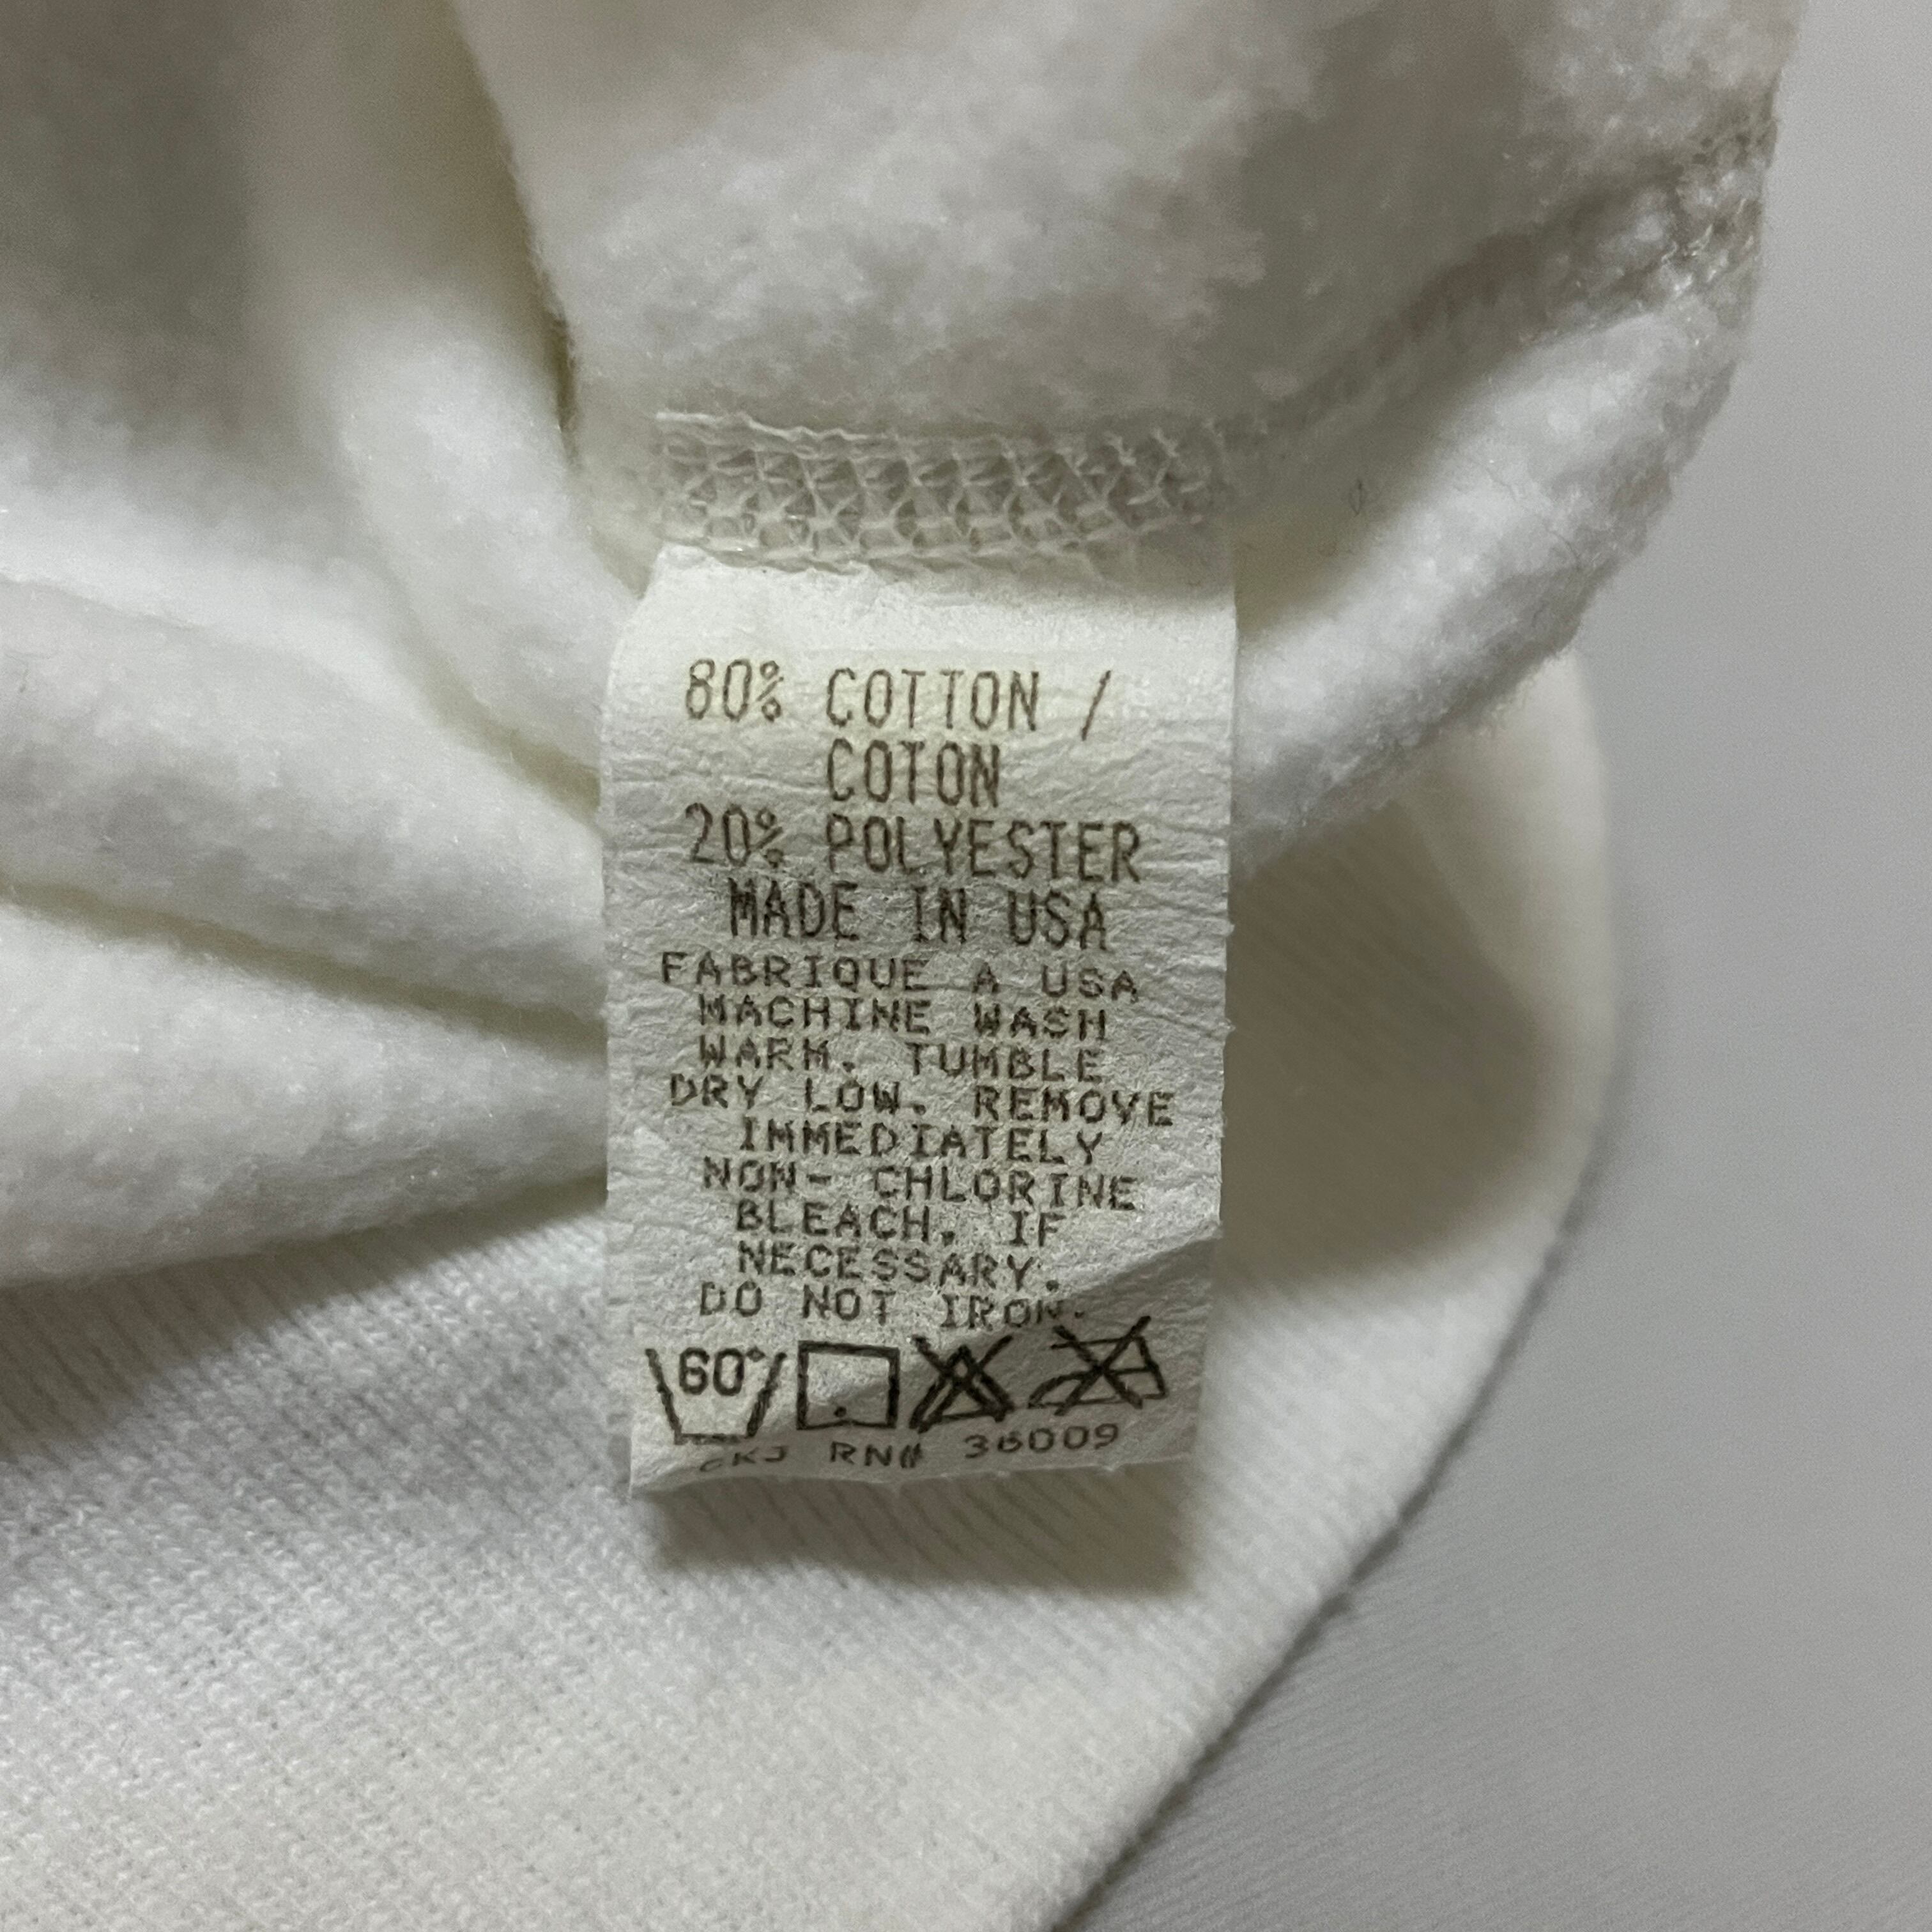 80% COTTON /
COTON
20% POLYESTER
MADE IN USA
FABRIQUE A USA
MACHINE WASH
WARM. TUMBLE
DRY LOW. REMOVE
IMMEDIATELY
NON- CHLORINE
BLEACH, IF
NECESSARY.
DO NOT IRON.
60°
CKJ RN# 36009